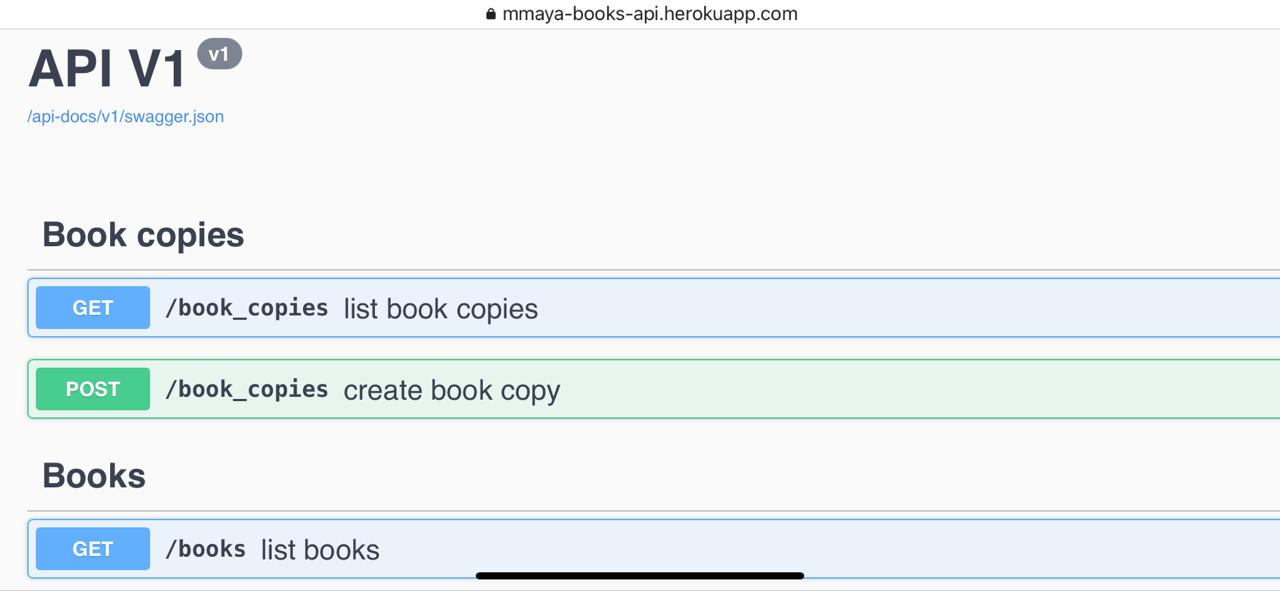 mmaya-books-api.herokuapp.com
API V1 v1
/api-docs/v1/swagger.json
Book copies
GET /book_copies list book copies
POST /book_copies create book copy
Books
GET /books list books